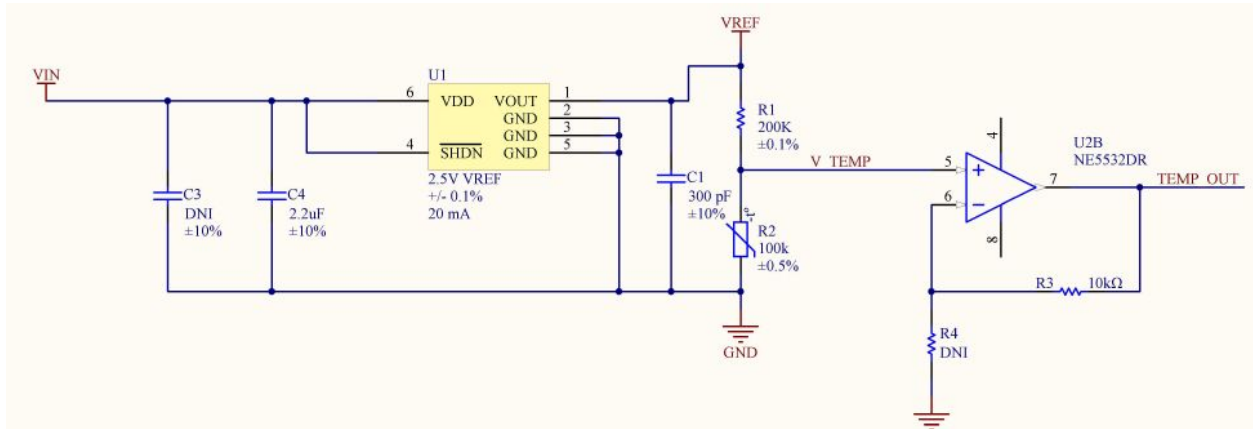 VIN
U1
6
VDD
VOUT
1
GND
2
GND
3
4
SHDN
GND
5
2.5V VREF
+/- 0.1%
20 mA
C3
DNI
±10%
C4
2.2uF
±10%
C1
300 pF
±10%
VREF
R1
200K
±0.1%
V_TEMP
-t°
R2
100k
±0.5%
GND
4
U2B
NE5532DR
5
+
6
−
7
TEMP_OUT
8
R3
10kΩ
R4
DNI